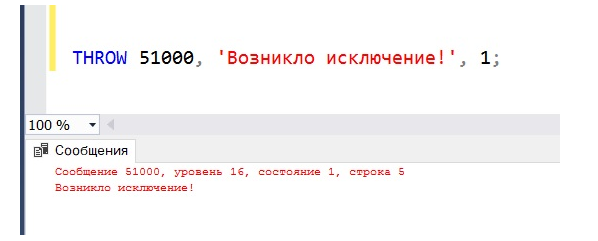 THROW 51000, 'Возникло исключение!', 1;
100 %
Сообщения
Сообщение 51000, уровень 16, состояние 1, строка 5
Возникло исключение!